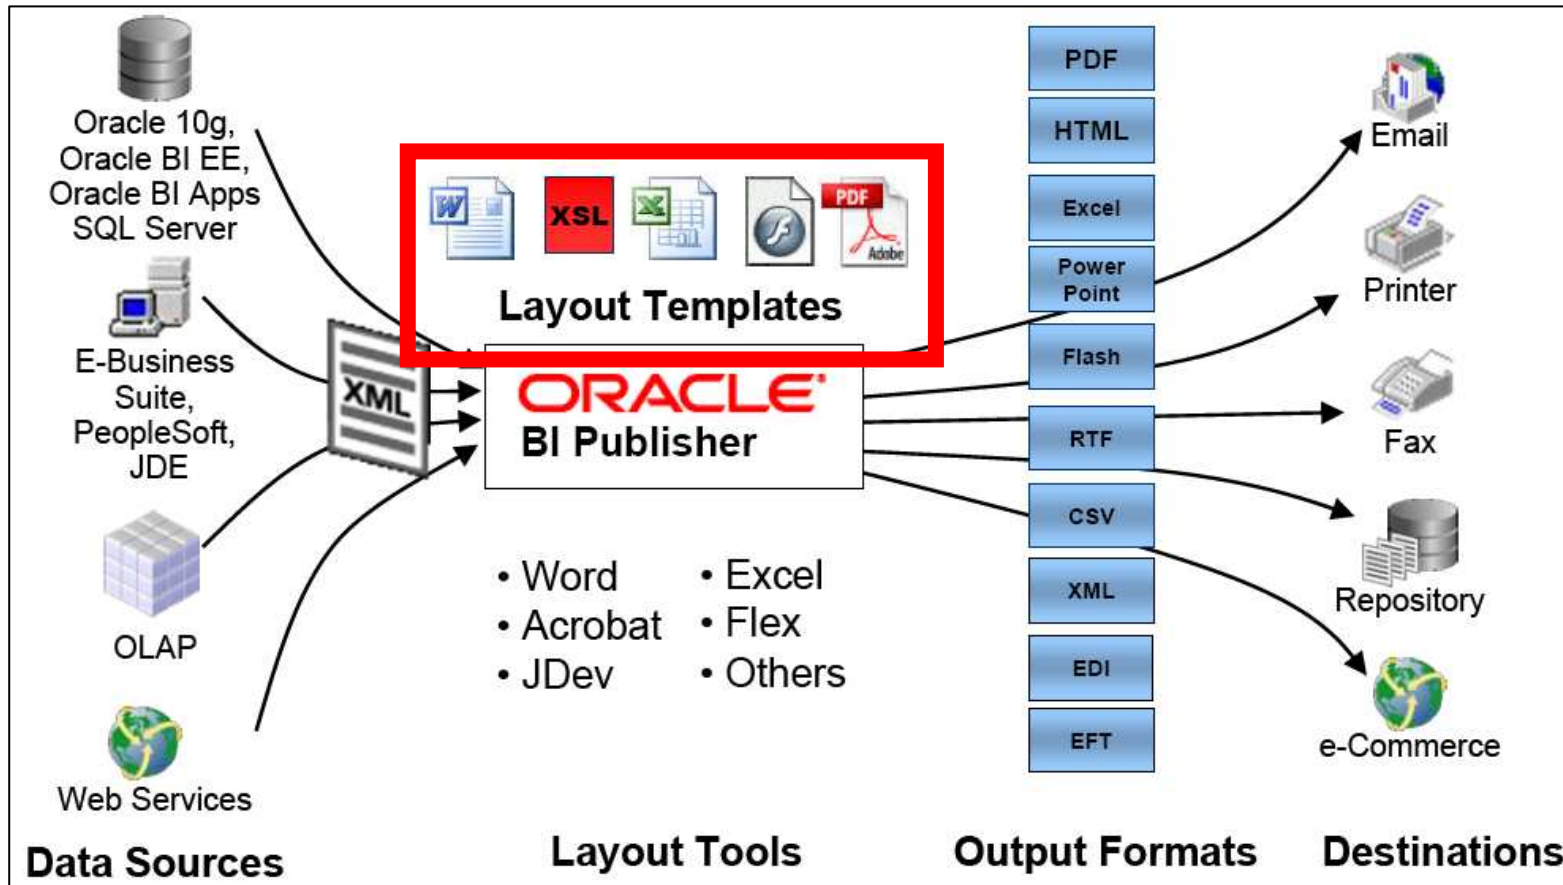 Oracle 10g,
Oracle BI EE,
Oracle BI Apps
SQL Server
E-Business
Suite,
PeopleSoft,
JDE
OLAP
Web Services
Data Sources
XML
W
XSL
X
PDF
Adobe
Layout Templates
ORACLE®
BI Publisher
• Word
• Acrobat
• JDev
• Excel
• Flex
• Others
Layout Tools
PDF
HTML
Excel
Power
Point
Flash
RTF
CSV
XML
EDI
EFT
Output Formats
Email
Printer
Fax
Repository
e-Commerce
Destinations